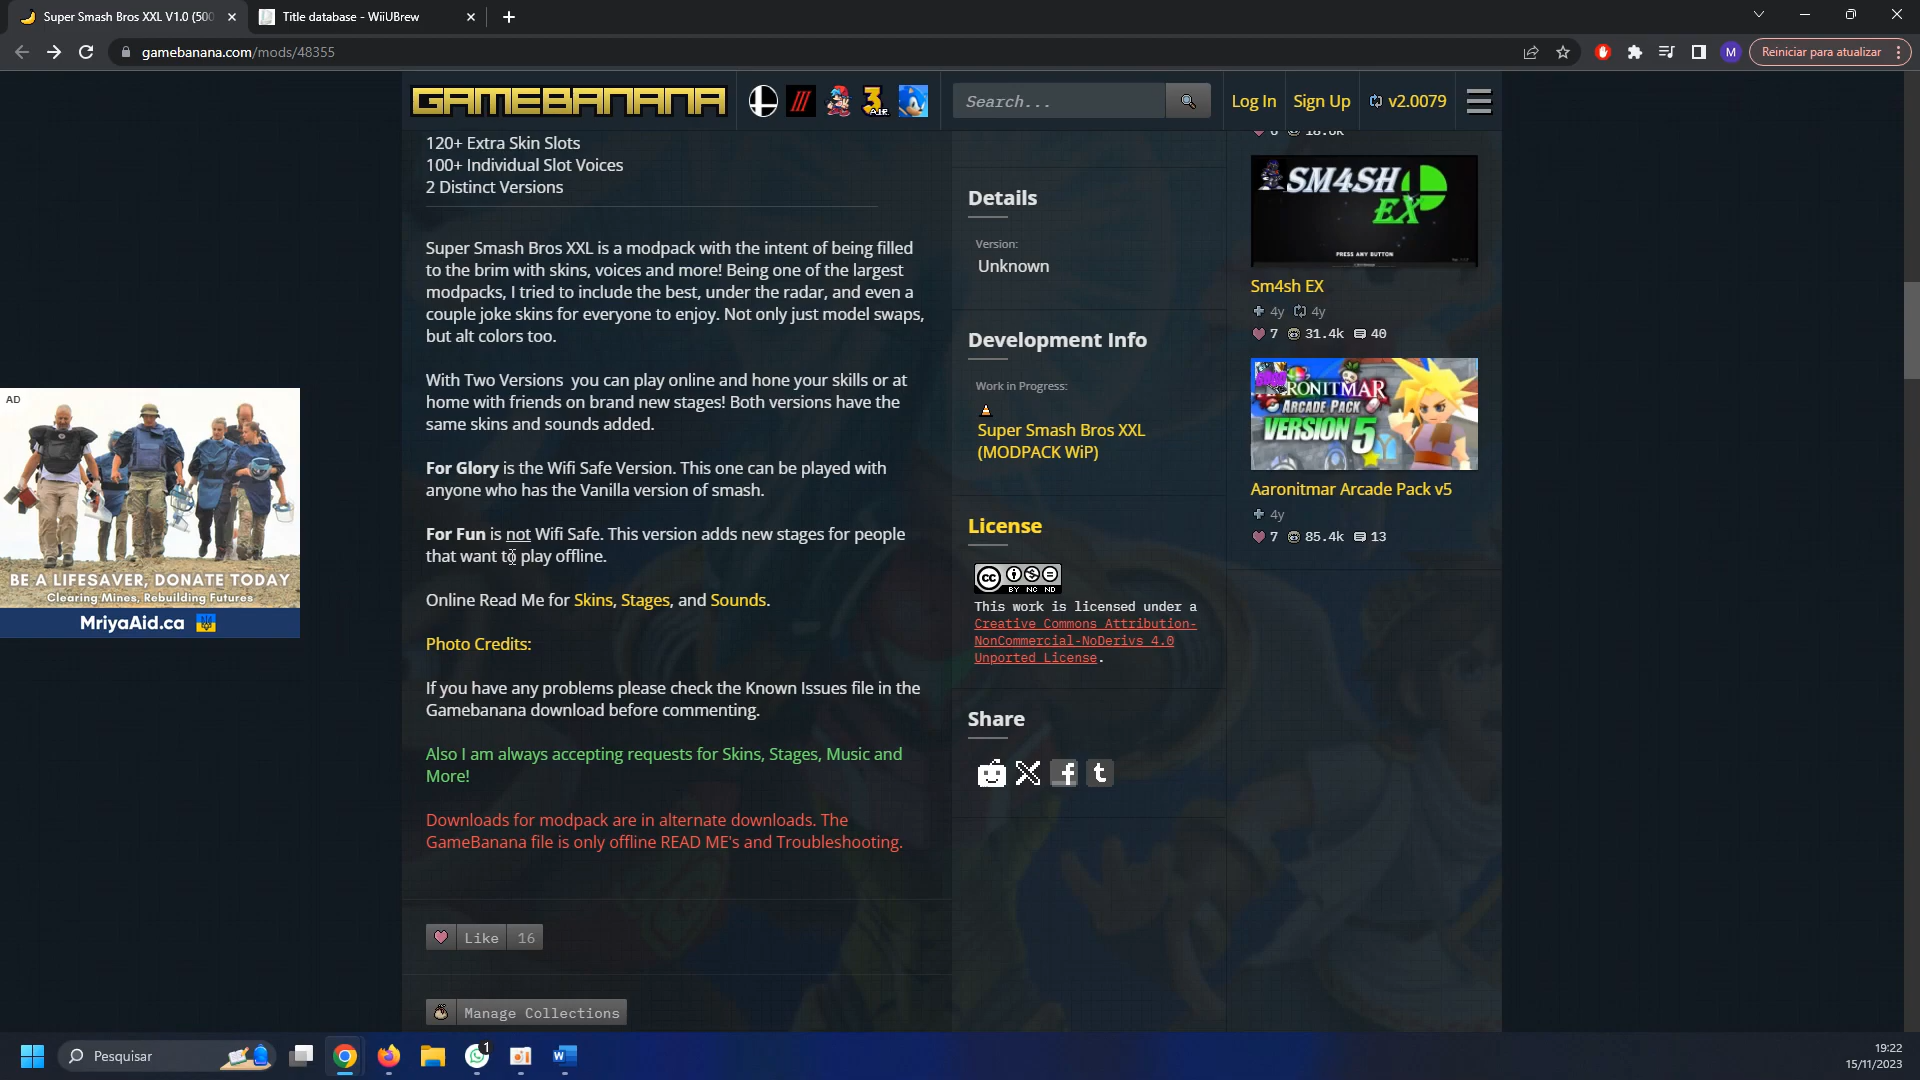 Super Smash Bros XXL V1.0 (500
Title database - WiiUBrew
gamebanana.com/mods/48355
M
Reiniciar para atualizar
GAMEBANANA
Search...
Log In
Sign Up
v2.0079
120+ Extra Skin Slots
100+ Individual Slot Voices
2 Distinct Versions
Super Smash Bros XXL is a modpack with the intent of being filled
to the brim with skins, voices and more! Being one of the largest
modpacks, I tried to include the best, under the radar, and even a
couple joke skins for everyone to enjoy. Not only just model swaps,
but alt colors too.
With Two Versions  you can play online and hone your skills or at
home with friends on brand new stages! Both versions have the
same skins and sounds added.
For Glory is the Wifi Safe Version. This one can be played with
anyone who has the Vanilla version of smash.
For Fun is not Wifi Safe. This version adds new stages for people
that want to play offline.
Online Read Me for Skins, Stages, and Sounds.
Photo Credits:
If you have any problems please check the Known Issues file in the
Gamebanana download before commenting.
Also I am always accepting requests for Skins, Stages, Music and
More!
Downloads for modpack are in alternate downloads. The
GameBanana file is only offline READ ME's and Troubleshooting.
Like 16
Manage Collections
Details
Version:
Unknown
Development Info
Work in Progress:
Super Smash Bros XXL
(MODPACK WiP)
License
CC
BY NC ND
This work is licensed under a
Creative Commons Attribution-
NonCommercial-NoDerivs 4.0
Unported License.
Share
6 18.6k
SM4SH
EX
PRESS ANY BUTTON
Sm4sh EX
4y 4y
7 31.4k 40
ARCADE PACK
VERSION 5
Aaronitmar Arcade Pack v5
4y
7 85.4k 13
AD
BE A LIFESAVER, DONATE TODAY
Clearing Mines, Rebuilding Futures
MriyaAid.ca
Pesquisar
1
19:22
15/11/2023